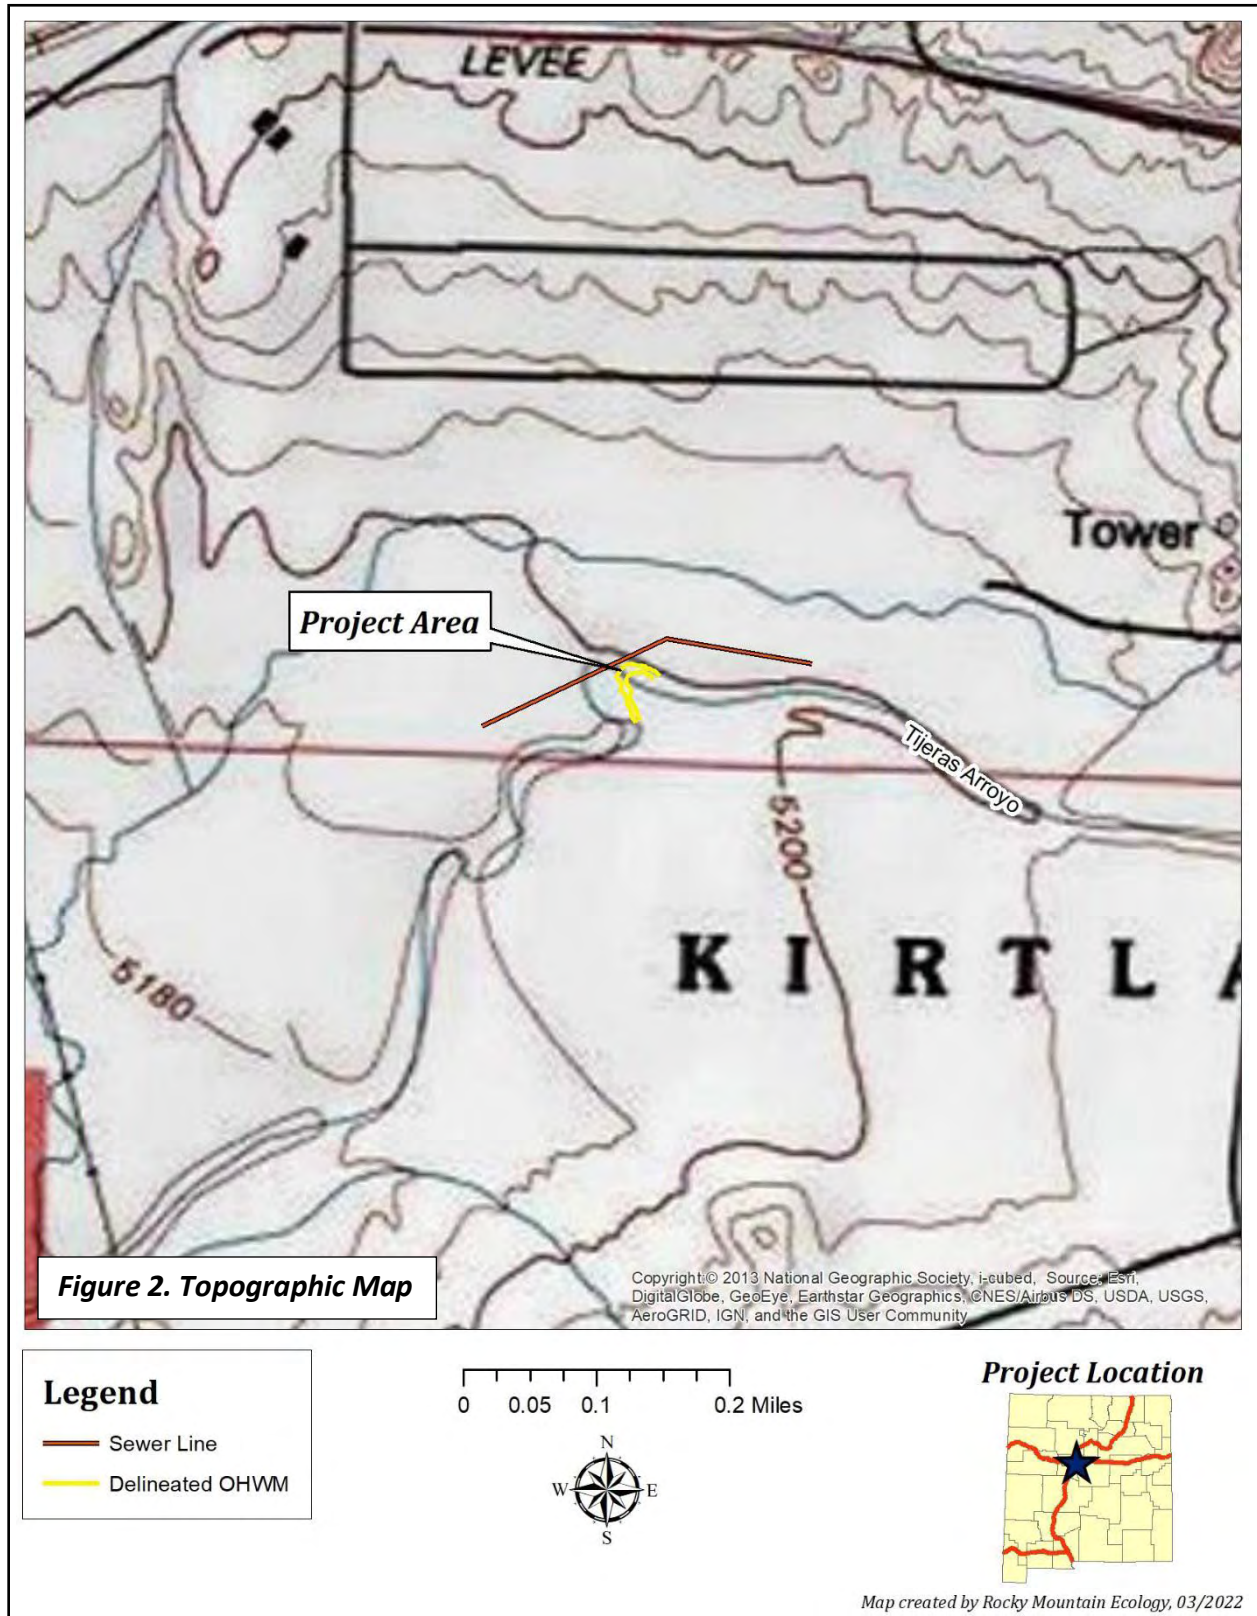 LEVEE
Tower
Project Area
Tijeras Arroyo
5200
K I R T L A
5180
Figure 2. Topographic Map
Copyright:© 2013 National Geographic Society, i-cubed, Source: Esri,
DigitalGlobe, GeoEye, Earthstar Geographics, CNES/Airbus DS, USDA, USGS,
AeroGRID, IGN, and the GIS User Community
Legend
Sewer Line
Delineated OHWM
0 0.05 0.1 0.2 Miles
N
W E
S
Project Location
Map created by Rocky Mountain Ecology, 03/2022